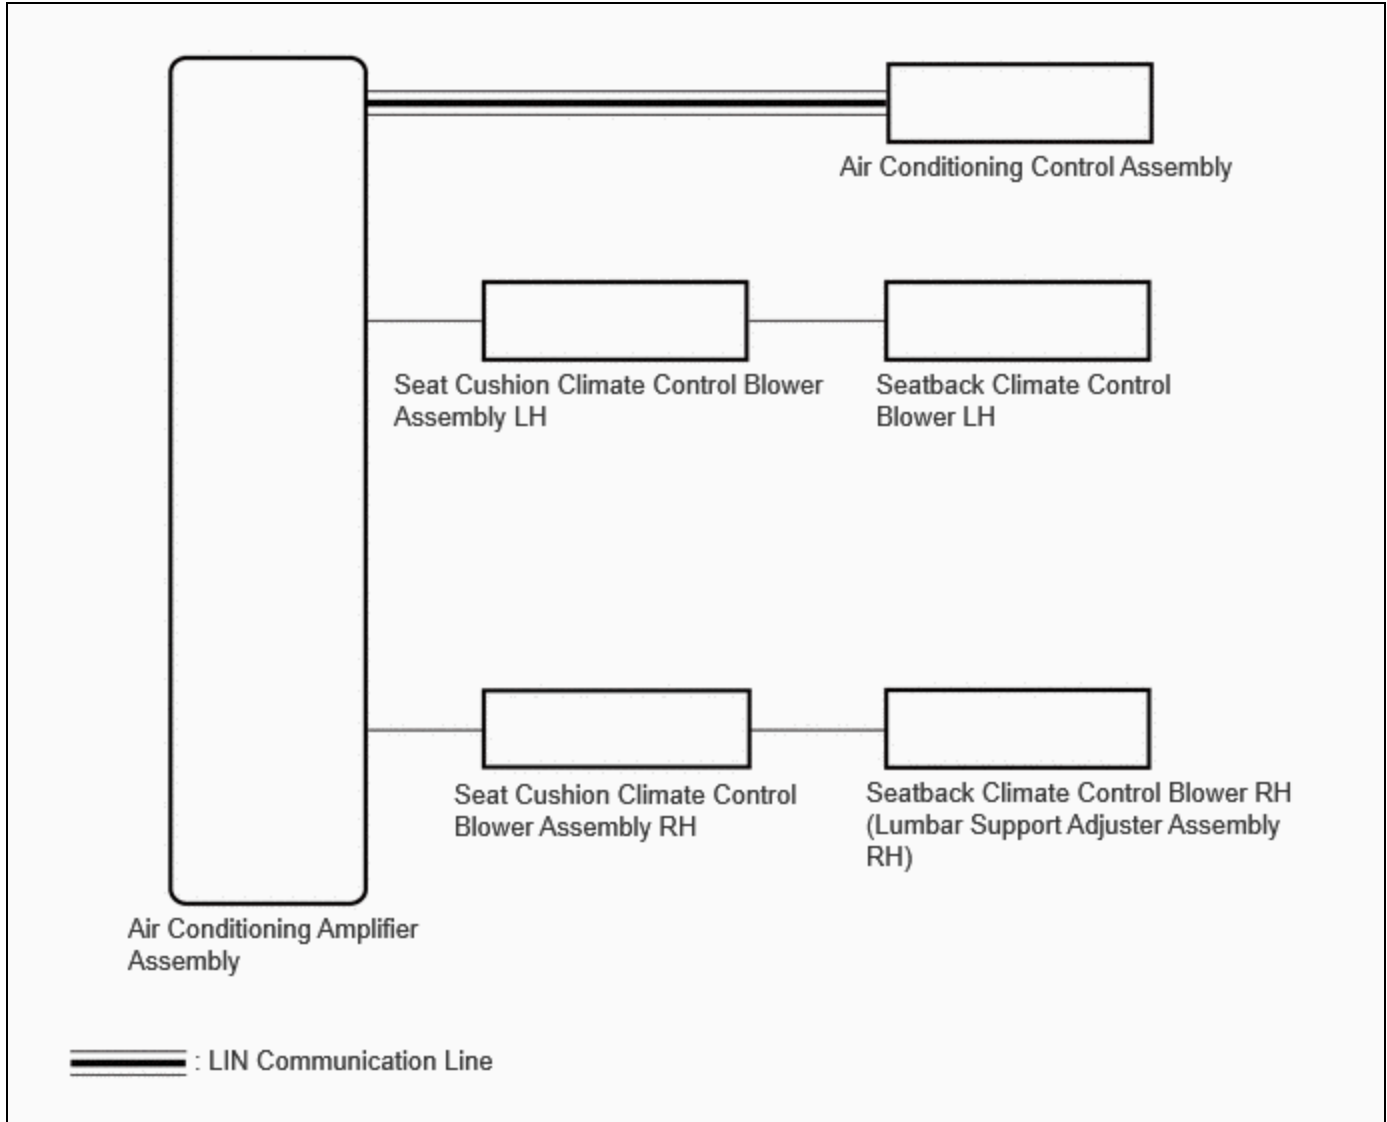 Air Conditioning Control Assembly
Seat Cushion Climate Control Blower
Assembly LH
Seatback Climate Control
Blower LH
Seat Cushion Climate Control
Blower Assembly RH
Seatback Climate Control Blower RH
(Lumbar Support Adjuster Assembly
RH)
Air Conditioning Amplifier
Assembly
: LIN Communication Line